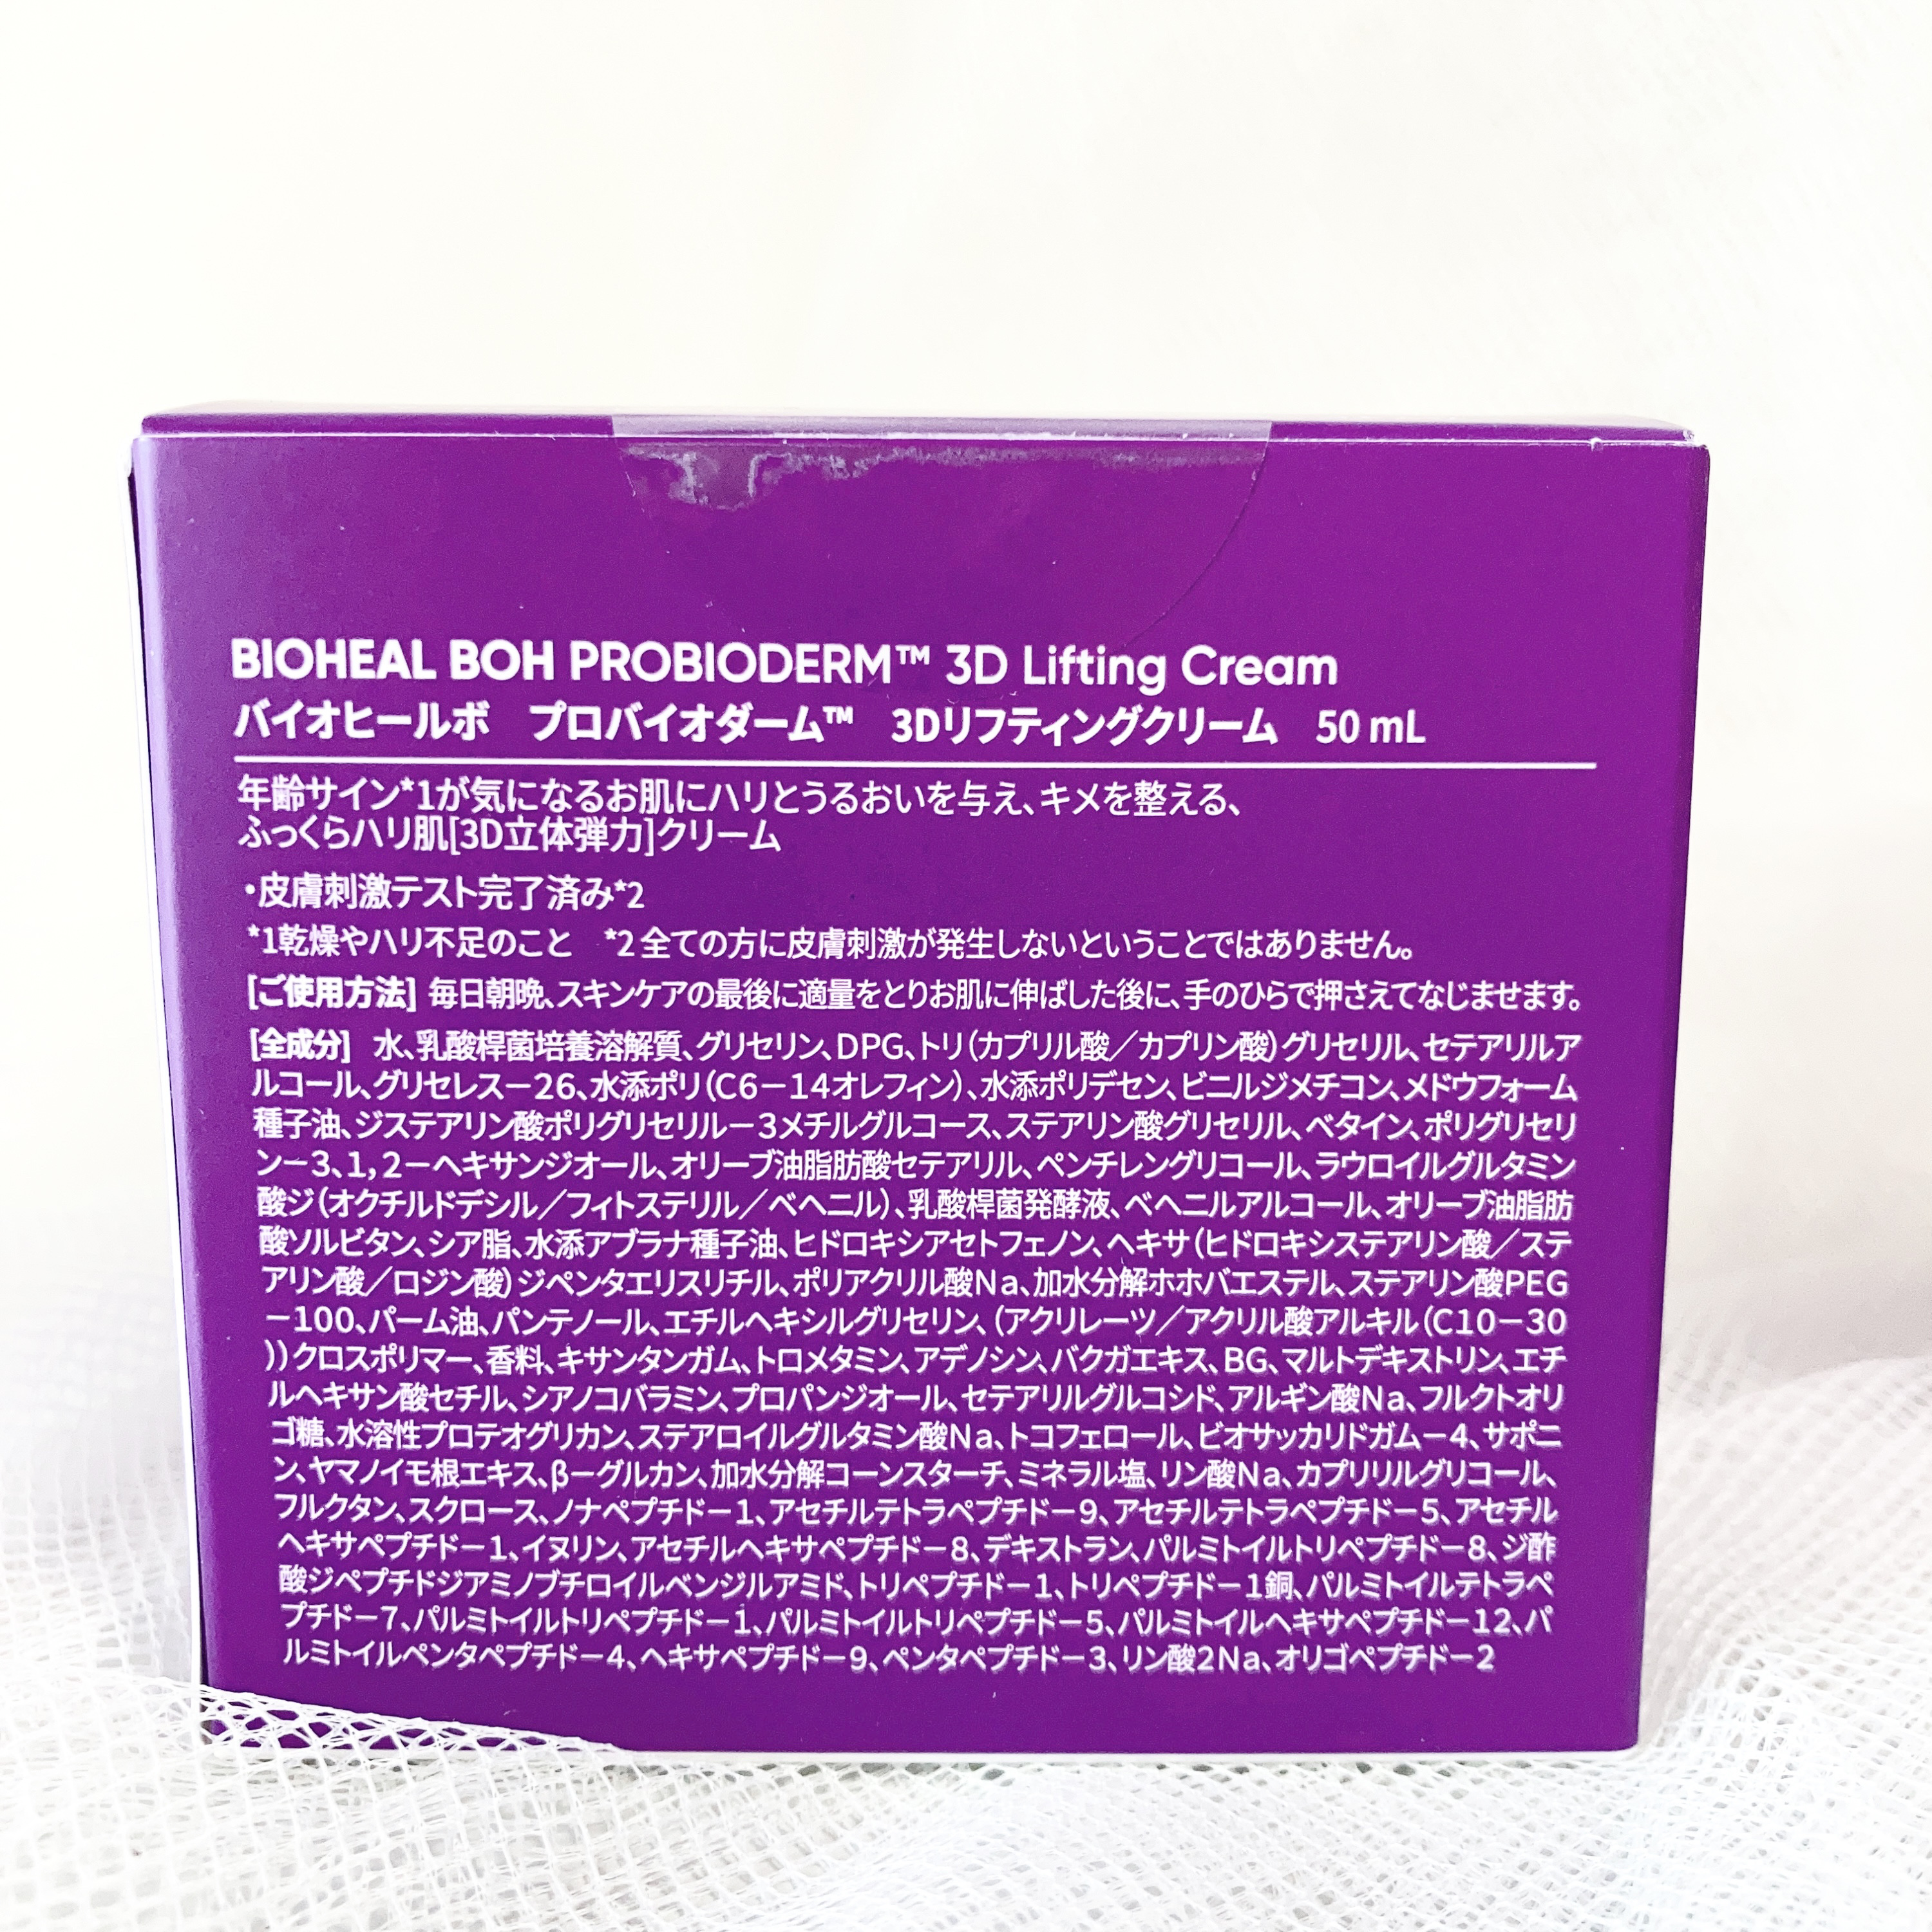 BIOHEAL BOH PROBIODERM™ 3D Lifting Cream
バイオヒールボ　プロバイオダーム™　3Dリフティングクリーム　50 mL
年齢サイン*1が気になるお肌にハリとうるおいを与え、キメを整える、
ふっくらハリ肌[3D立体弾力]クリーム
・皮膚刺激テスト完了済み*2
*1乾燥やハリ不足のこと　*2 全ての方に皮膚刺激が発生しないということではありません。
[ご使用方法] 毎日朝晩、スキンケアの最後に適量をとりお肌に伸ばした後に、手のひらで押さえてなじませます。
[全成分]　水、乳酸桿菌培養溶解質、グリセリン、DPG、トリ（カプリル酸／カプリン酸）グリセリル、セテアリルア
ルコール、グリセレス－26、水添ポリ（C6－14オレフィン）、水添ポリデセン、ビニルジメチコン、メドウフォーム
種子油、ジステアリン酸ポリグリセリル－3メチルグルコース、ステアリン酸グリセリル、ベタイン、ポリグリセリ
ン－3、1,2－ヘキサンジオール、オリーブ油脂肪酸セテアリル、ペンチレングリコール、ラウロイルグルタミン
酸ジ（オクチルドデシル／フィトステリル／ベヘニル）、乳酸桿菌発酵液、ベヘニルアルコール、オリーブ油脂肪
酸ソルビタン、シア脂、水添アブラナ種子油、ヒドロキシアセトフェノン、ヘキサ（ヒドロキシステアリン酸／ステ
アリン酸／ロジン酸）ジペンタエリスリチル、ポリアクリル酸Na、加水分解ホホバエステル、ステアリン酸PEG
－100、パーム油、パンテノール、エチルヘキシルグリセリン、（アクリレーツ／アクリル酸アルキル（C10－30
））クロスポリマー、香料、キサンタンガム、トロメタミン、アデノシン、バクガエキス、BG、マルトデキストリン、エチ
ルヘキサン酸セチル、シアノコバラミン、プロパンジオール、セテアリルグルコシド、アルギン酸Na、フルクトオリ
ゴ糖、水溶性プロテオグリカン、ステアロイルグルタミン酸Na、トコフェロール、ビオサッカリドガム－4、サポニ
ン、ヤマノイモ根エキス、β－グルカン、加水分解コーンスターチ、ミネラル塩、リン酸Na、カプリリルグリコール、
フルクタン、スクロース、ノナペプチド－1、アセチルテトラペプチド－9、アセチルテトラペプチド－5、アセチル
ヘキサペプチド－1、イヌリン、アセチルヘキサペプチド－8、デキストラン、パルミトイルトリペプチド－8、ジ酢
酸ジペプチドジアミノブチロイルベンジルアミド、トリペプチド－1、トリペプチド－1銅、パルミトイルテトラペ
プチド－7、パルミトイルトリペプチド－1、パルミトイルトリペプチド－5、パルミトイルヘキサペプチド－12、パ
ルミトイルペンタペプチド－4、ヘキサペプチド－9、ペンタペプチド－3、リン酸2Na、オリゴペプチド－2